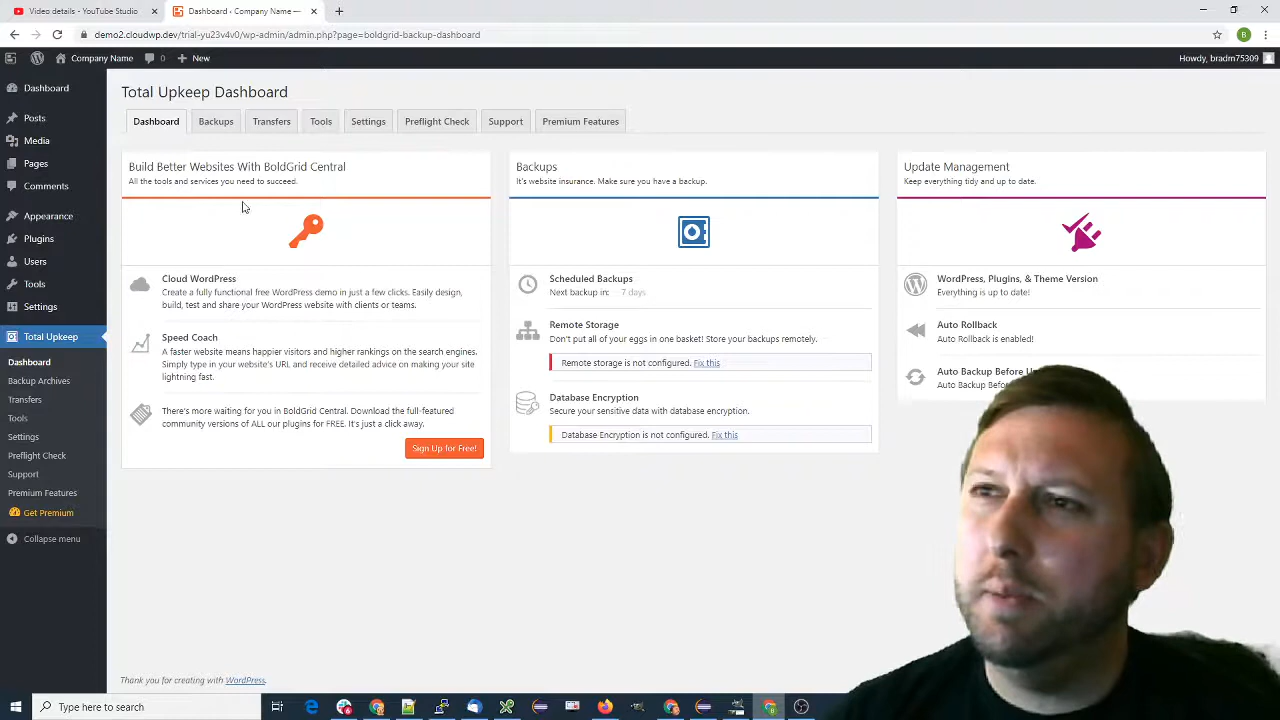 Video details - YouTube Studio
Dashboard ‹ Company Name —
demo2.cloudwp.dev/trial-yu23v4v0/wp-admin/admin.php?page=boldgrid-backup-dashboard
B
Company Name
0
New
Howdy, bradm75309
Dashboard
Posts
Media
Pages
Comments
Appearance
Plugins
Users
Tools
Settings
Total Upkeep
Dashboard
Backup Archives
Transfers
Tools
Settings
Preflight Check
Support
Premium Features
Get Premium
Collapse menu
Total Upkeep Dashboard
Dashboard
Backups
Transfers
Tools
Settings
Preflight Check
Support
Premium Features
Build Better Websites With BoldGrid Central
All the tools and services you need to succeed.
Cloud WordPress
Create a fully functional free WordPress demo in just a few clicks. Easily design,
build, test and share your WordPress website with clients or teams.
Speed Coach
A faster website means happier visitors and higher rankings on the search engines.
Simply type in your website's URL and receive detailed advice on making your site
lightning fast.
There's more waiting for you in BoldGrid Central. Download the full-featured
community versions of ALL our plugins for FREE. It's just a click away.
Sign Up for Free!
Backups
It's website insurance. Make sure you have a backup.
Scheduled Backups
Next backup in: 7 days
Remote Storage
Don't put all of your eggs in one basket! Store your backups remotely.
Remote storage is not configured. Fix this
Database Encryption
Secure your sensitive data with database encryption.
Database Encryption is not configured. Fix this
Update Management
Keep everything tidy and up to date.
WordPress, Plugins, & Theme Version
Everything is up to date!
Auto Rollback
Auto Rollback is enabled!
Auto Backup Before
Auto Backup
Thank you for creating with WordPress.
Type here to search